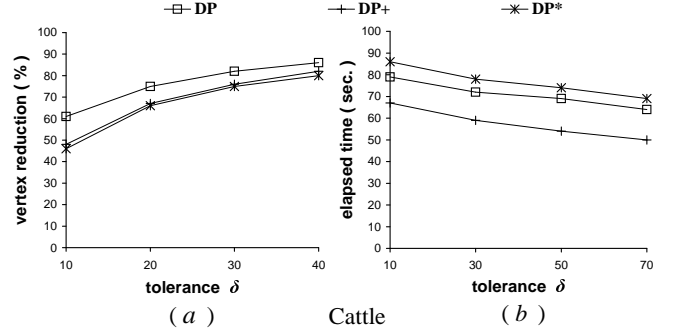 DP DP+ DP*
vertex reduction ( % )
100
90
80
70
60
50
40
30
20
10
0
10 20 30 40
tolerance δ
elapsed time ( sec. )
100
90
80
70
60
50
40
30
20
10
0
10 30 50 70
tolerance δ
( a ) Cattle ( b )